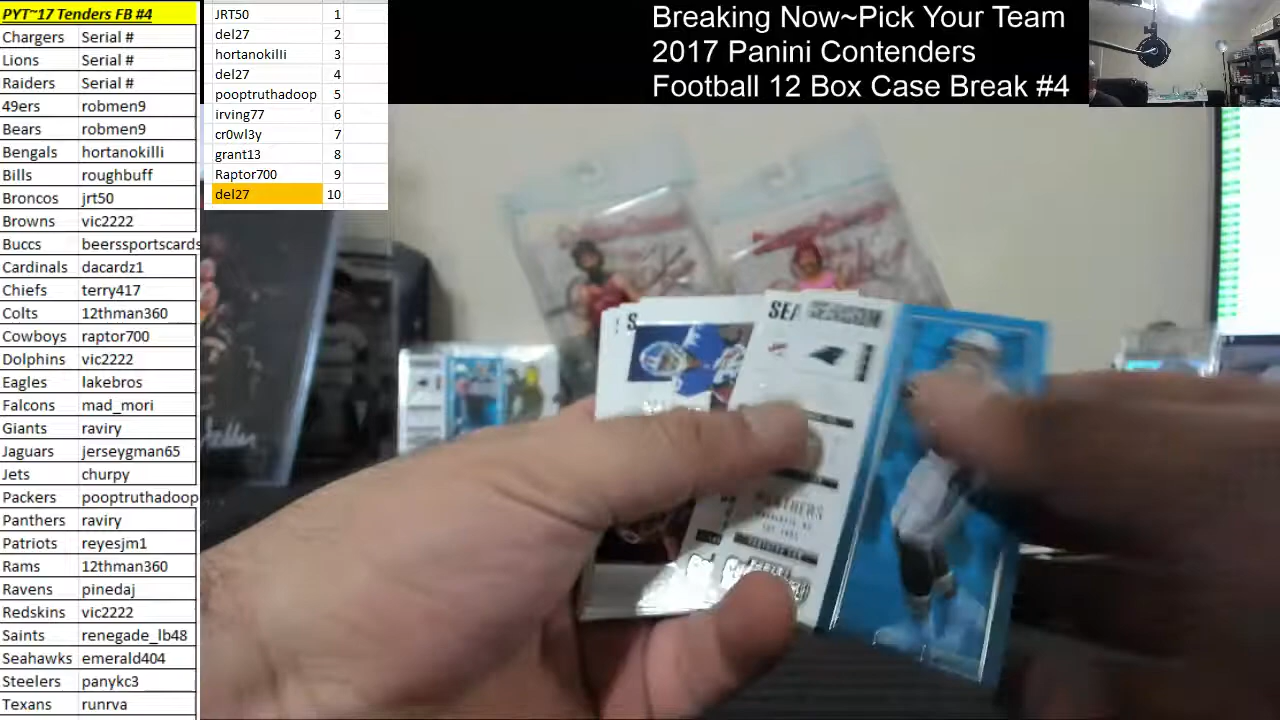 PYT~17 Tenders FB #4
Chargers Serial #
Lions Serial #
Raiders Serial #
49ers robmen9
Bears robmen9
Bengals hortanokilli
Bills roughbuff
Broncos jrt50
Browns vic2222
Buccs beerssportscards
Cardinals dacardz1
Chiefs terry417
Colts 12thman360
Cowboys raptor700
Dolphins vic2222
Eagles lakebros
Falcons mad_mori
Giants raviry
Jaguars jerseygman65
Jets churpy
Packers pooptruthadoop
Panthers raviry
Patriots reyesjm1
Rams 12thman360
Ravens pinedaj
Redskins vic2222
Saints renegade_lb48
Seahawks emerald404
Steelers panykc3
Texans runrva
JRT50 1
del27 2
hortanokilli 3
del27 4
pooptruthadoop 5
irving77 6
cr0wl3y 7
grant13 8
Raptor700 9
del27 10
Breaking Now~Pick Your Team
2017 Panini Contenders
Football 12 Box Case Break #4
SEA
PANTHERS